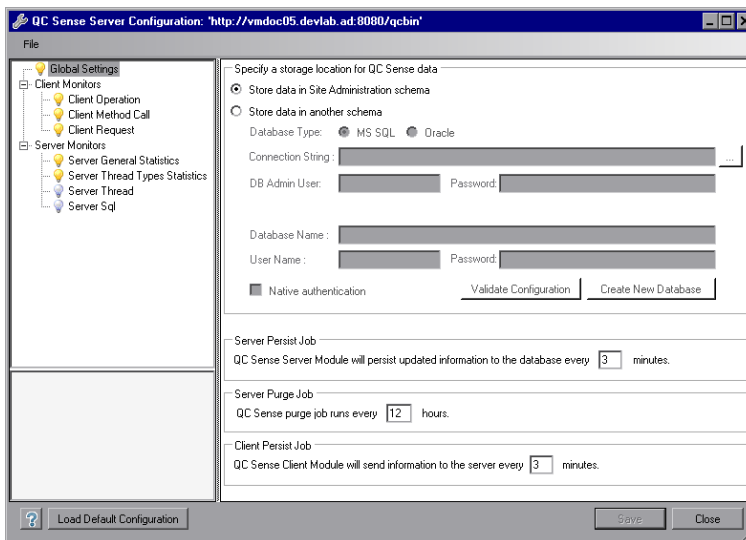 QC Sense Server Configuration: 'http://vmdoc05.devlab.ad:8080/qcbin'
File
Global Settings
Client Monitors
Client Operation
Client Method Call
Client Request
Server Monitors
Server General Statistics
Server Thread Types Statistics
Server Thread
Server Sql
Specify a storage location for QC Sense data
Store data in Site Administration schema
Store data in another schema
Database Type: MS SQL Oracle
Connection String : ...
DB Admin User: Password:
Database Name :
User Name : Password:
Native authentication Validate Configuration Create New Database
Server Persist Job
QC Sense Server Module will persist updated information to the database every 3 minutes.
Server Purge Job
QC Sense purge job runs every 12 hours.
Client Persist Job
QC Sense Client Module will send information to the server every 3 minutes.
? Load Default Configuration Save Close